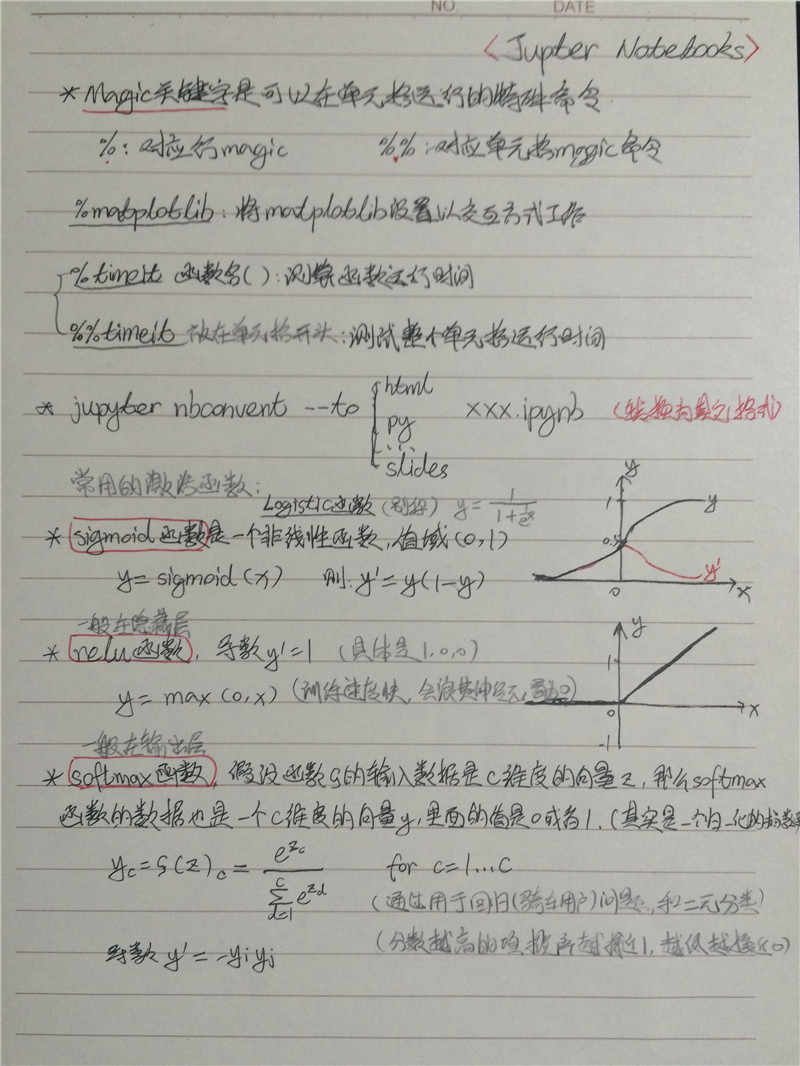 NO. DATE
<Jupter Notebooks>
* Magic关键字是可以在单元格运行的特殊命令.
%: 对应行magic %%: 对应单元格magic命令
%matplotlib: 将matplotlib设置以交互方式工作
%timeit 函数名(): 测算函数运行时间
%%timeit 放在单元格开头: 测试整个单元格运行时间
* jupyter nbconvent --to html py ... slides xxx.ipynb (转换为其它格式)
常用的激活函数:
Logistic函数(别称) y = 1/(1+e^-x)
* sigmoid函数是一个非线性函数, 值域(0,1)
y = sigmoid(x) 则: y' = y(1-y)
y 1 0.5 0 y y' x
一般在隐藏层
* relu函数, 导数y'=1 (具体是1,0,0)
y = max(0,x) (训练速度快, 会浪费神经元, 置为0)
y 1 0 -1 x
一般在输出层
* softmax函数, 假设函数ς的输入数据是C维度的向量z, 那么softmax
函数的数据也是一个C维度的向量y, 里面的值是0或者1. (其实是一个归一化的指数
y_c = ς(z)_c = e^{z_c} / Σ_{d=1}^{C} e^{z_d} for c=1...C
(通过用于回归(骑车用户)问题, 和二元分类)
导数 y' = -yiyj
(分数越高的项, 越接近1, 越低越接近0)